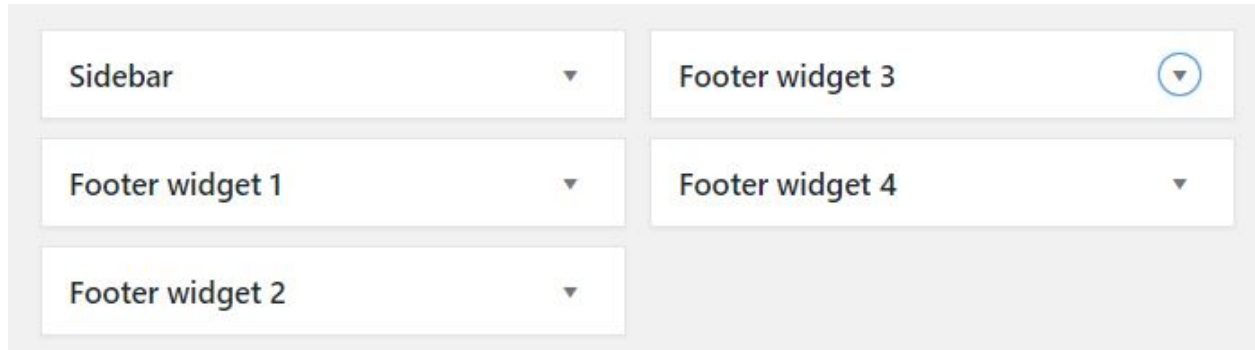 Sidebar
Footer widget 1
Footer widget 2
Footer widget 3
Footer widget 4